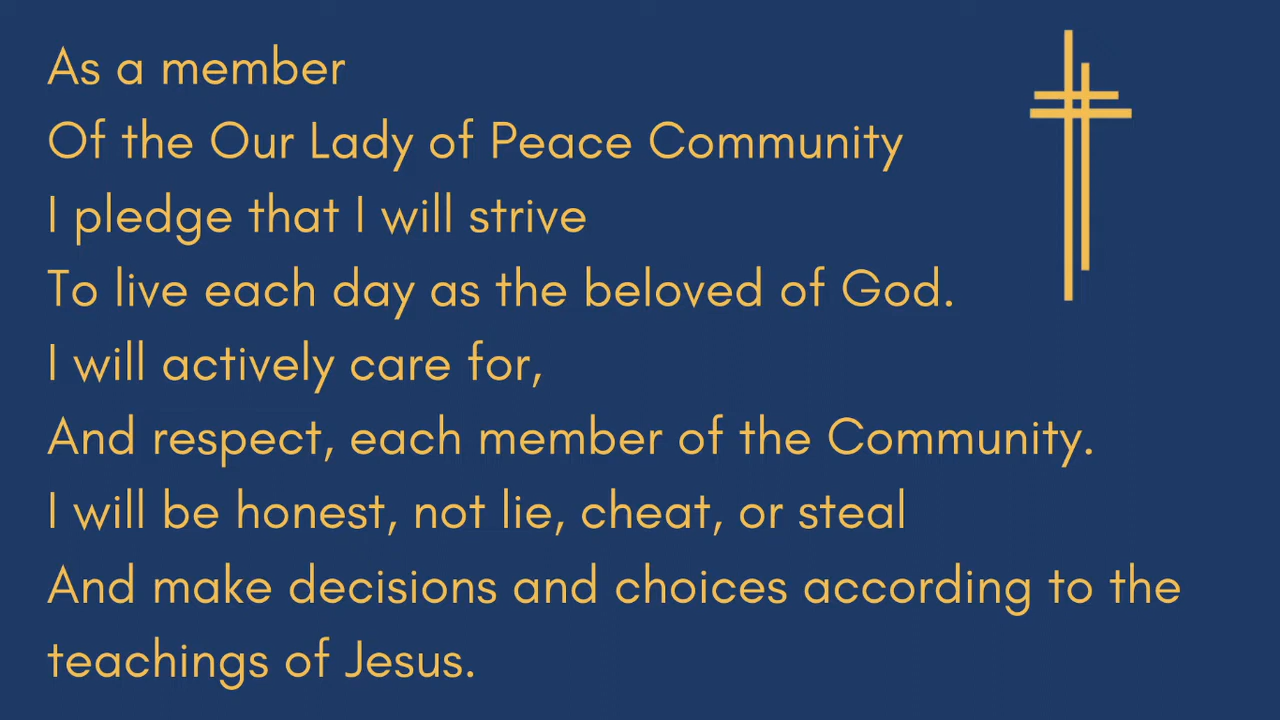 As a member
Of the Our Lady of Peace Community
I pledge that I will strive
To live each day as the beloved of God.
I will actively care for,
And respect, each member of the Community.
I will be honest, not lie, cheat, or steal
And make decisions and choices according to the
teachings of Jesus.